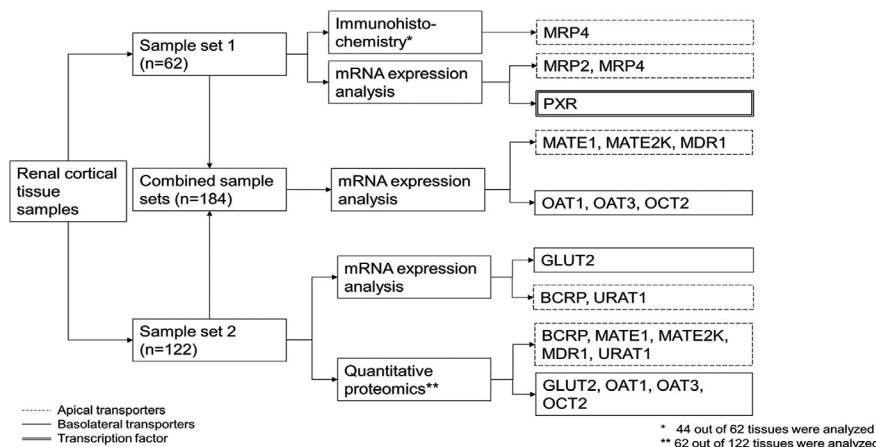 Renal cortical
tissue
samples
Sample set 1
(n=62)
Combined sample
sets (n=184)
Sample set 2
(n=122)
Immunohisto-
chemistry*
mRNA expression
analysis
mRNA expression
analysis
mRNA expression
analysis
Quantitative
proteomics**
MRP4
MRP2, MRP4
PXR
MATE1, MATE2K, MDR1
OAT1, OAT3, OCT2
GLUT2
BCRP, URAT1
BCRP, MATE1, MATE2K,
MDR1, URAT1
GLUT2, OAT1, OAT3,
OCT2
Apical transporters
Basolateral transporters
Transcription factor
* 44 out of 62 tissues were analyzed
** 62 out of 122 tissues were analyzed